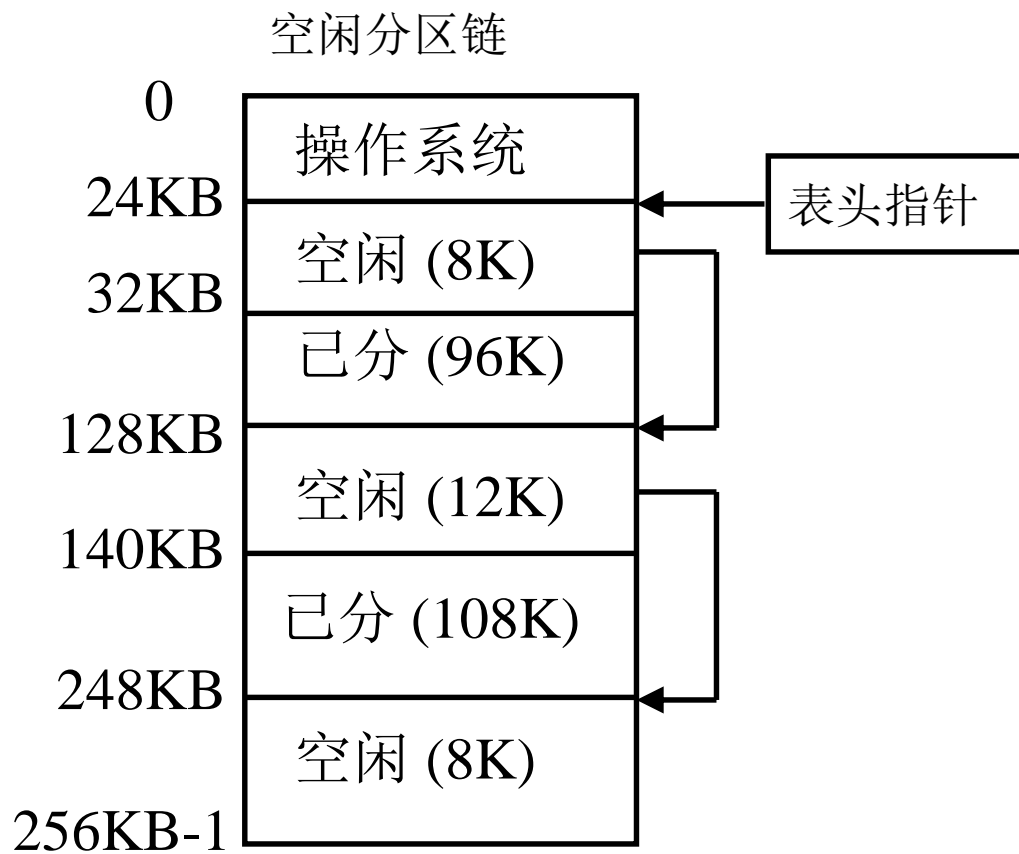 空闲分区链
0
操作系统
24KB
表头指针
空闲 (8K)
32KB
已分 (96K)
128KB
空闲 (12K)
140KB
已分 (108K)
248KB
空闲 (8K)
256KB-1